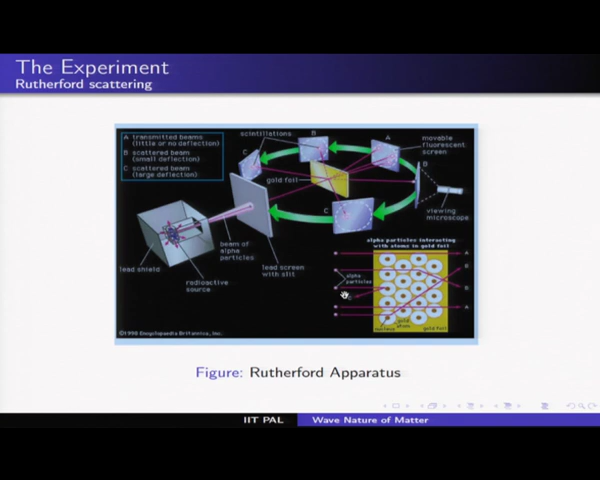 The Experiment
Rutherford scattering
A transmitted beams
(little or no deflection)
B scattered beam
(small deflection)
C scattered beam
(large deflection)
scintillations
B
A
movable
fluorescent
screen
C
B
gold foil
C
viewing
microscope
beam of
alpha
particles
lead shield
radioactive
source
lead screen
with slit
alpha particles interacting
with atoms in gold foil
A
B
alpha
particles
C
B
A
nucleus
gold
atom
gold foil
©1990 Encyclopaedia Britannica, Inc.
Figure: Rutherford Apparatus
IIT PAL
Wave Nature of Matter